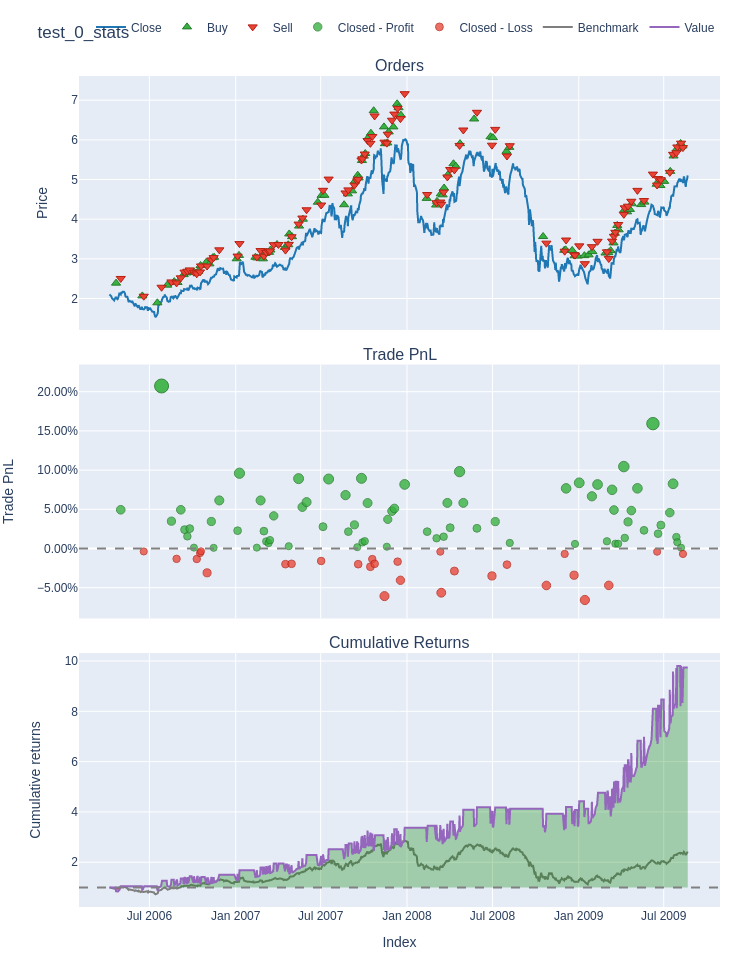 test_0_stats
Close Buy Sell Closed - Profit Closed - Loss Benchmark Value
Orders
Price
7
6
5
4
3
2
Trade PnL
Trade PnL
20.00%
15.00%
10.00%
5.00%
0.00%
−5.00%
Cumulative Returns
Cumulative returns
10
8
6
4
2
Jul 2006 Jan 2007 Jul 2007 Jan 2008 Jul 2008 Jan 2009 Jul 2009
Index